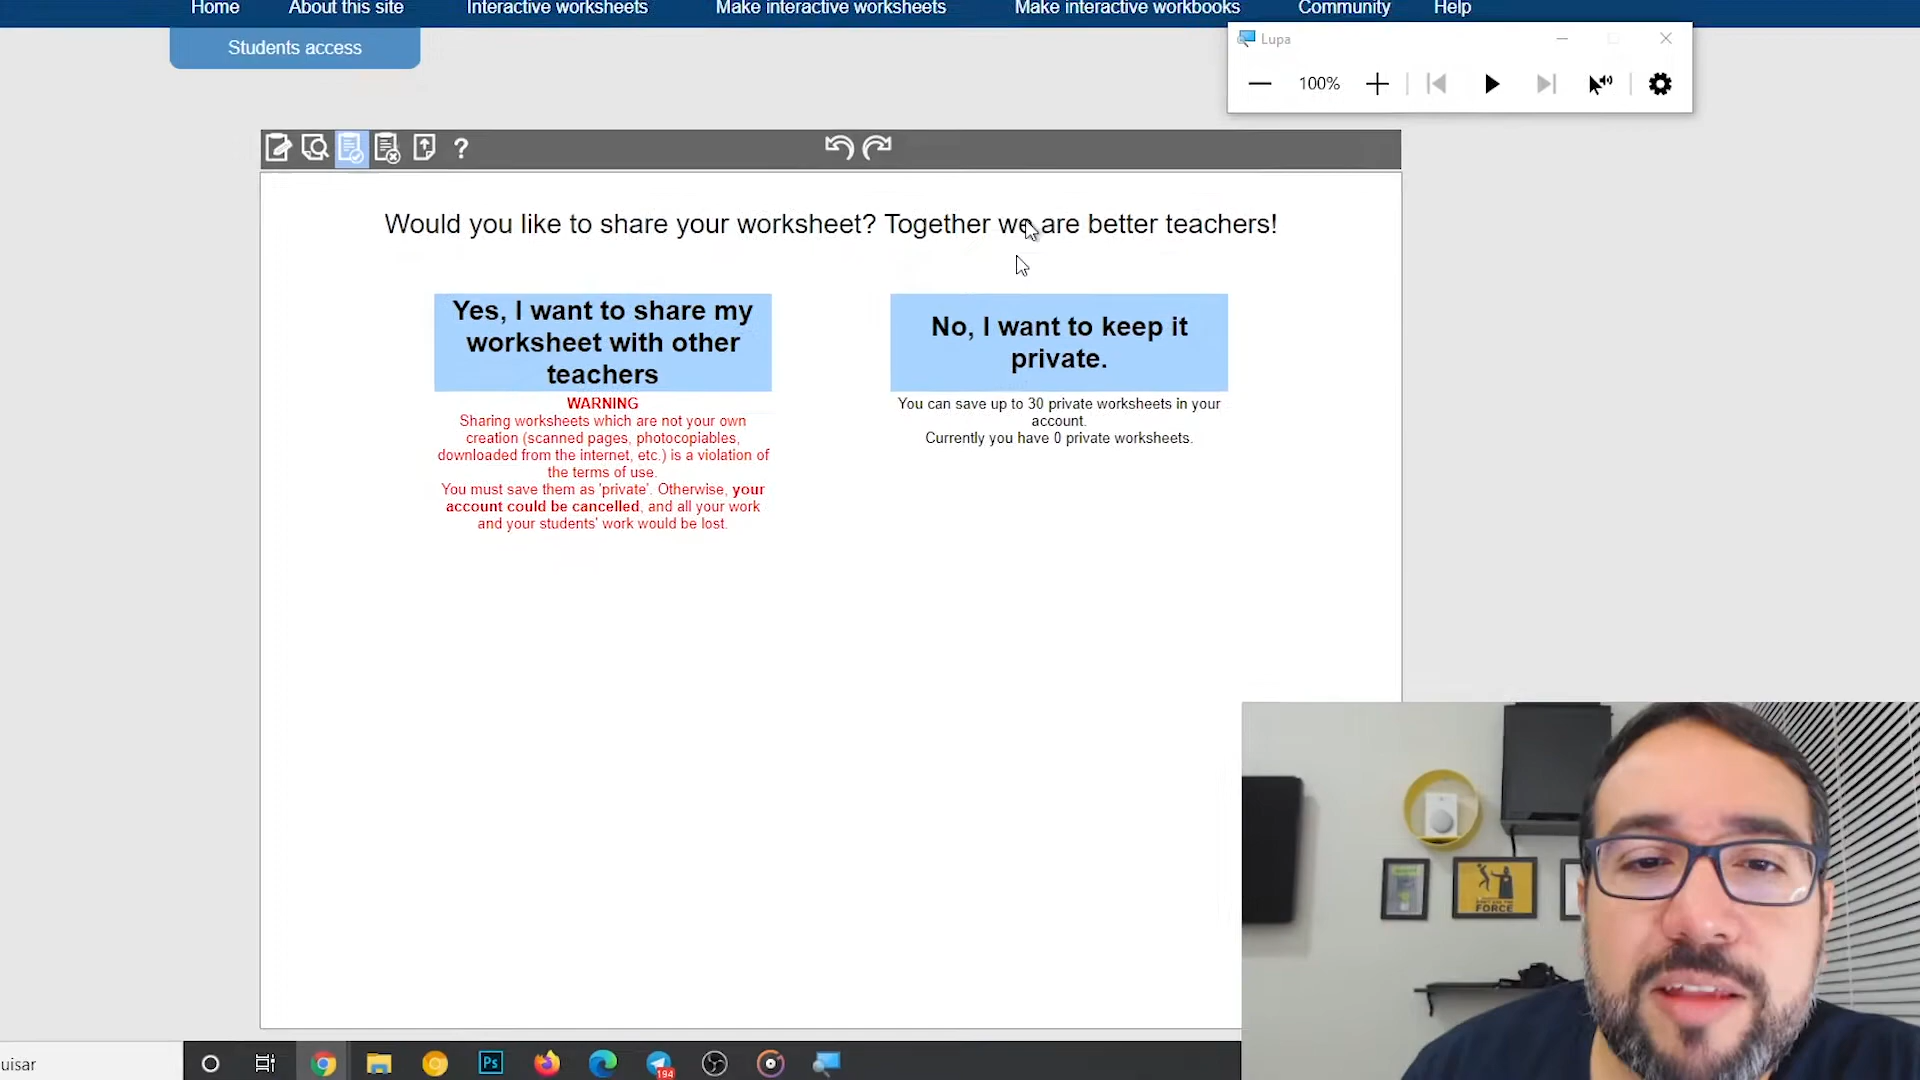 Home About this site Interactive worksheets Make interactive worksheets Make interactive workbooks Community Help
Students access
Lupa
100%
?
Would you like to share your worksheet? Together we are better teachers!
Yes, I want to share my
worksheet with other
teachers
WARNING
Sharing worksheets which are not your own
creation (scanned pages, photocopiables,
downloaded from the internet, etc.) is a violation of
the terms of use.
You must save them as 'private'. Otherwise, your
account could be cancelled, and all your work
and your students' work would be lost.
No, I want to keep it
private.
You can save up to 30 private worksheets in your
account.
Currently you have 0 private worksheets.
FORCE
uisar
Ps
194